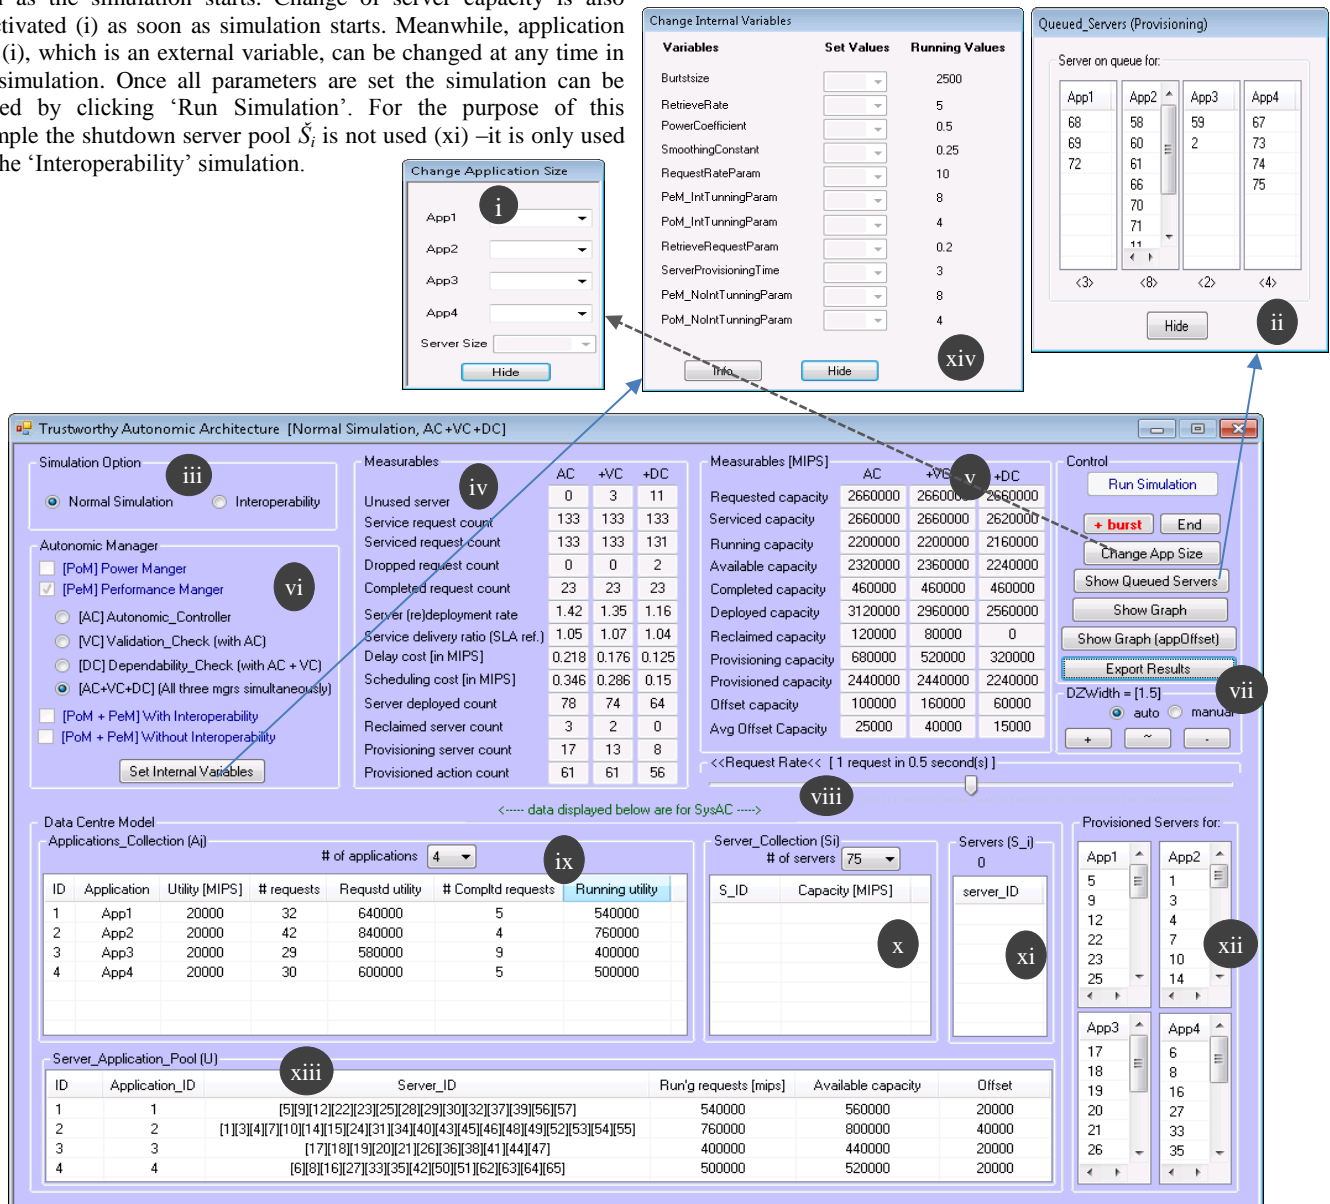 as the simulation starts. Change of server capacity is also
tivated (i) as soon as simulation starts. Meanwhile, application
(i), which is an external variable, can be changed at any time in
simulation. Once all parameters are set the simulation can be
ed by clicking ‘Run Simulation’. For the purpose of this
mple the shutdown server pool Ši is not used (xi) –it is only used
he ‘Interoperability’ simulation.
Change Application Size
i
App1
App2
App3
App4
Server Size
Hide
Change Internal Variables
Variables Set Values Running Values
Burtstsize 2500
RetrieveRate 5
PowerCoefficient 0.5
SmoothingConstant 0.25
RequestRateParam 10
PeM_IntTunningParam 8
PoM_IntTunningParam 4
RetrieveRequestParam 0.2
ServerProvisioningTime 3
PeM_NoIntTunningParam 8
PoM_NoIntTunningParam 4
xiv
Info Hide
Queued_Servers (Provisioning)
Server on queue for:
App1 App2 App3 App4
68 58 59 67
69 60 2 73
72 61 74
66 75
70
71
11
<3> <8> <2> <4>
Hide
ii
Trustworthy Autonomic Architecture [Normal Simulation, AC+VC+DC]
Simulation Option
iii
Normal Simulation Interoperability
Autonomic Manager
[PoM] Power Manger
[PeM] Performance Manger
vi
[AC] Autonomic_Controller
[VC] Validation_Check (with AC)
[DC] Dependability_Check (with AC + VC)
[AC+VC+DC] (All three mgrs simultaneously)
[PoM + PeM] With Interoperability
[PoM + PeM] Without Interoperability
Set Internal Variables
Measurables
iv
AC +VC +DC
Unused server 0 3 11
Service request count 133 133 133
Serviced request count 133 133 131
Dropped request count 0 0 2
Completed request count 23 23 23
Server (re)deployment rate 1.42 1.35 1.16
Service delivery ratio (SLA ref.) 1.05 1.07 1.04
Delay cost [in MIPS] 0.218 0.176 0.125
Scheduling cost [in MIPS] 0.346 0.286 0.15
Server deployed count 78 74 64
Reclaimed server count 3 2 0
Provisioning server count 17 13 8
Provisioned action count 61 61 56
Measurables [MIPS]
v
AC +VC +DC
Requested capacity 2660000 2660000 2660000
Serviced capacity 2660000 2660000 2620000
Running capacity 2200000 2200000 2160000
Available capacity 2320000 2360000 2240000
Completed capacity 460000 460000 460000
Deployed capacity 3120000 2960000 2560000
Reclaimed capacity 120000 80000 0
Provisioning capacity 680000 520000 320000
Provisioned capacity 2440000 2440000 2240000
Offset capacity 100000 160000 60000
Avg Offset Capacity 25000 40000 15000
Control
Run Simulation
+ burst End
Change App Size
Show Queued Servers
Show Graph
Show Graph (appOffset)
Export Results
vii
DZWidth = [1.5]
auto manual
+ ~ -
<<Request Rate<< [ 1 request in 0.5 second(s) ]
viii
<----- data displayed below are for SysAC ----->
Data Centre Model
Applications_Collection (Aj)
# of applications 4
ix
ID Application Utility [MIPS] # requests Requstd utility # Compltd requests Running utility
1 App1 20000 32 640000 5 540000
2 App2 20000 42 840000 4 760000
3 App3 20000 29 580000 9 400000
4 App4 20000 30 600000 5 500000
Server_Collection (Si)
# of servers 75
S_ID Capacity [MIPS]
x
Servers (S_i)
0
server_ID
xi
Provisioned Servers for:
App1 App2
5 1
9 3
12 4
22 7
23 10
25 14
xii
App3 App4
17 6
18 8
19 16
20 27
21 33
26 35
Server_Application_Pool (U)
xiii
ID Application_ID Server_ID Run'g requests [mips] Available capacity Offset
1 1 [5][9][12][22][23][25][28][29][30][32][37][39][56][57] 540000 560000 20000
2 2 [1][3][4][7][10][14][15][24][31][34][40][43][45][46][48][49][52][53][54][55] 760000 800000 40000
3 3 [17][18][19][20][21][26][36][38][41][44][47] 400000 440000 20000
4 4 [6][8][16][27][33][35][42][50][51][62][63][64][65] 500000 520000 20000